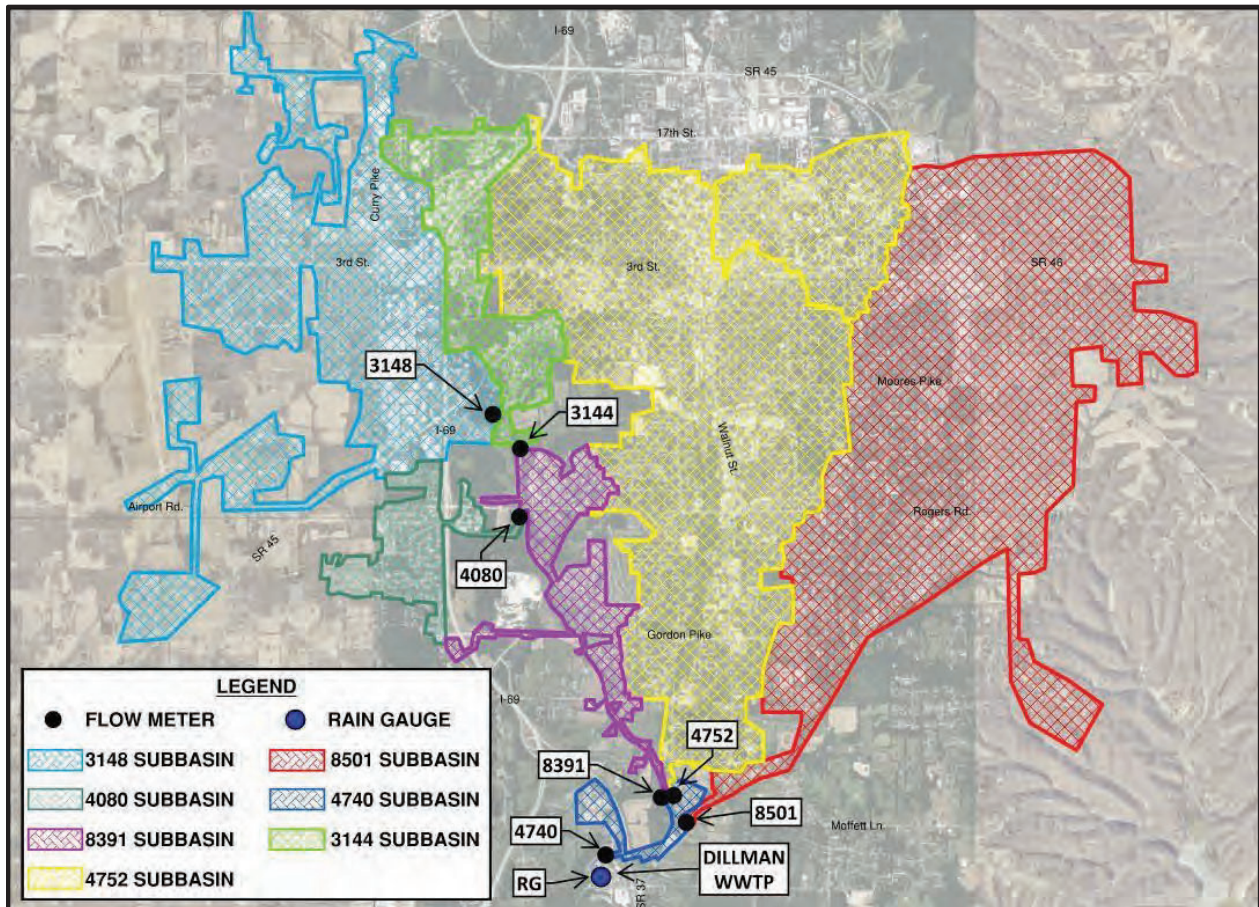 I-69
SR 45
17th St.
Curry Pike
3rd St.
3rd St.
SR 46
3148
Moores Pike
3144
I-69
Walnut St.
Airport Rd.
SR 45
Rogers Rd.
4080
Gordon Pike
I-69
4752
8391
8501
4740
Moffett Ln.
DILLMAN
WWTP
RG
SR 37
LEGEND
FLOW METER
RAIN GAUGE
3148 SUBBASIN
8501 SUBBASIN
4080 SUBBASIN
4740 SUBBASIN
8391 SUBBASIN
3144 SUBBASIN
4752 SUBBASIN